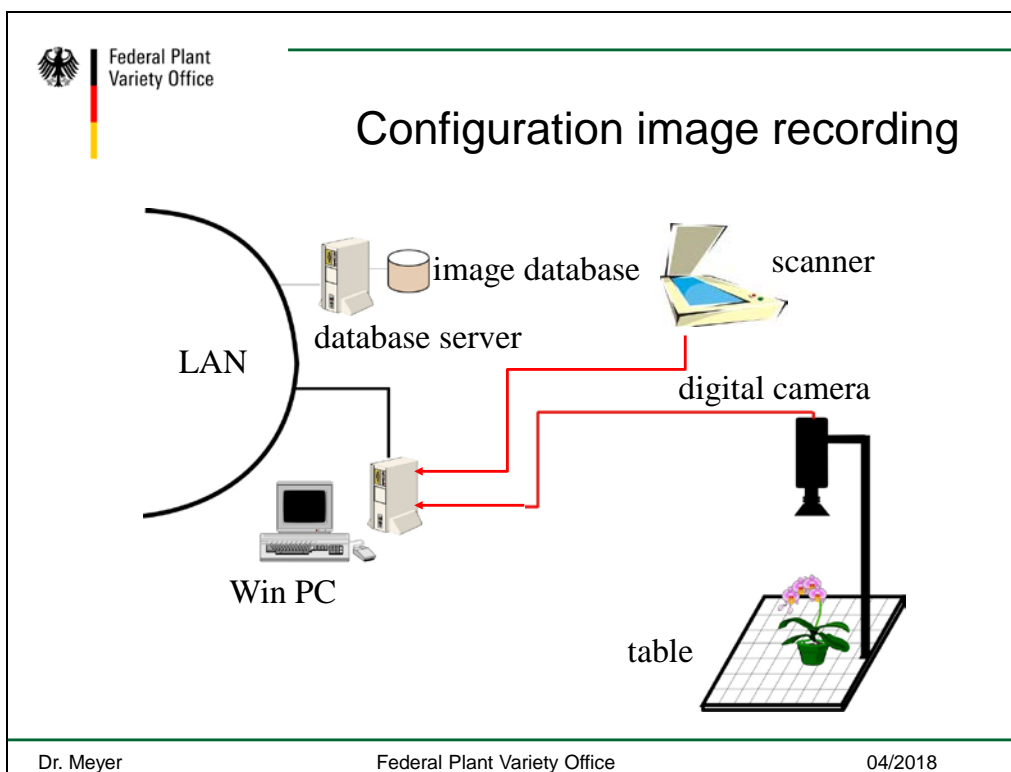 Federal Plant
Variety Office
Configuration image recording
image database
scanner
database server
LAN
digital camera
Win PC
table
Dr. Meyer
Federal Plant Variety Office
04/2018